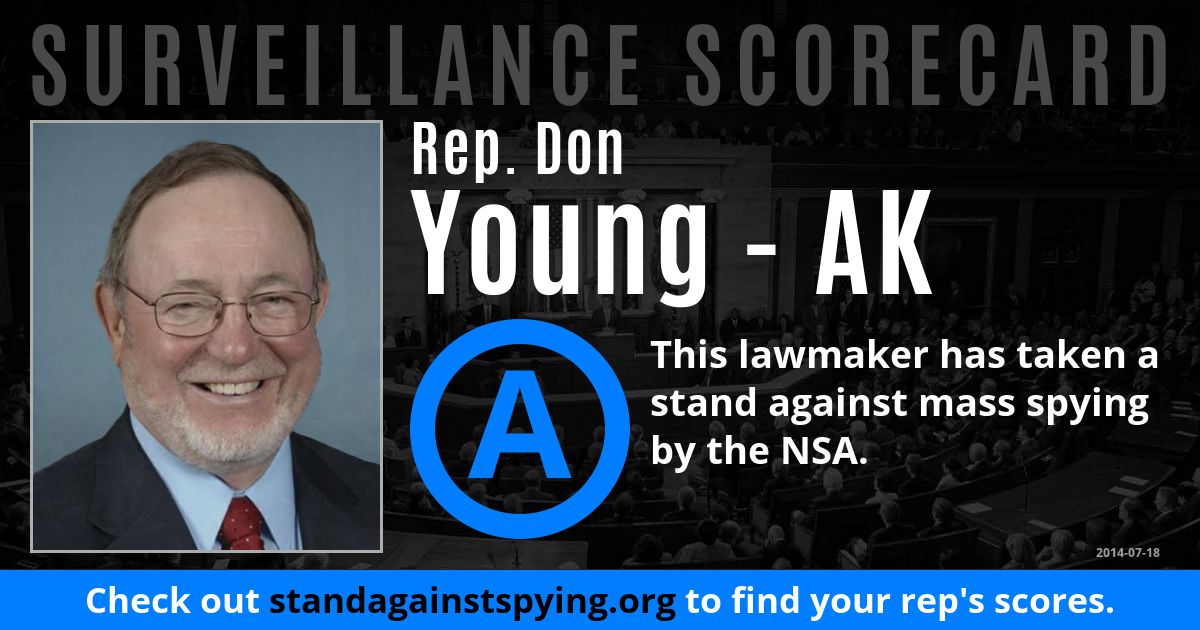 SURVEILLANCE SCORECARD
Rep. Don
Young - AK
A
This lawmaker has taken a
stand against mass spying
by the NSA.
2014-07-18
Check out standagainstspying.org to find your rep's scores.